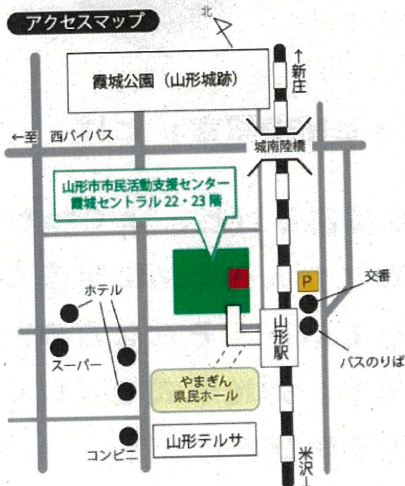 アクセスマップ
北
霞城公園（山形城跡）
↑新庄
←至 西バイパス
城南陸橋
山形市市民活動支援センター
霞城セントラル22・23階
P
P
交番
ホテル
山形駅
スーパー
バスのりば
やまぎん
県民ホール
山形テルサ
コンビニ
米沢↓